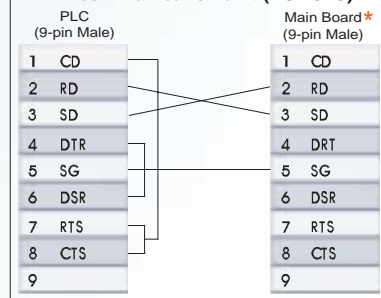 PLC
(9-pin Male)
Main Board*
(9-pin Male)
1 CD
2 RD
3 SD
4 DTR
5 SG
6 DSR
7 RTS
8 CTS
9
1 CD
2 RD
3 SD
4 DRT
5 SG
6 DSR
7 RTS
8 CTS
9